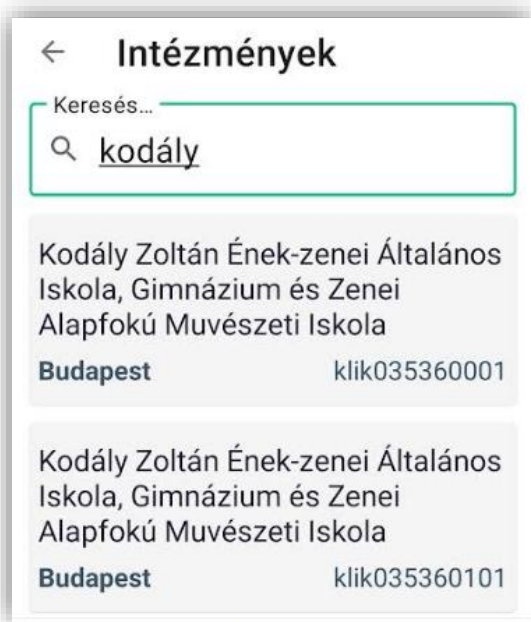 Intézmények
Keresés...
kodály
Kodály Zoltán Ének-zenei Általános
Iskola, Gimnázium és Zenei
Alapfokú Muvészeti Iskola
Budapest klik035360001
Kodály Zoltán Ének-zenei Általános
Iskola, Gimnázium és Zenei
Alapfokú Muvészeti Iskola
Budapest klik035360101